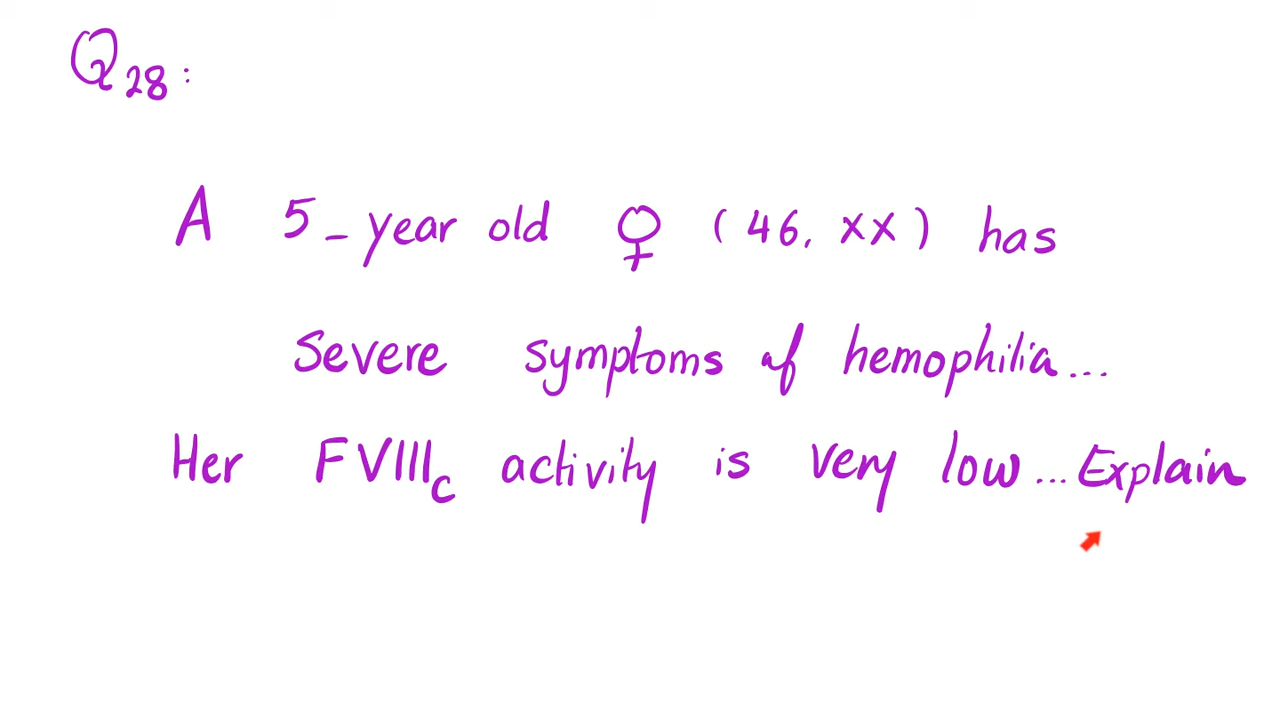 Q28:
A 5-year old ♀ (46, XX) has
severe symptoms of hemophilia...
Her FVIIIc activity is very low... Explain